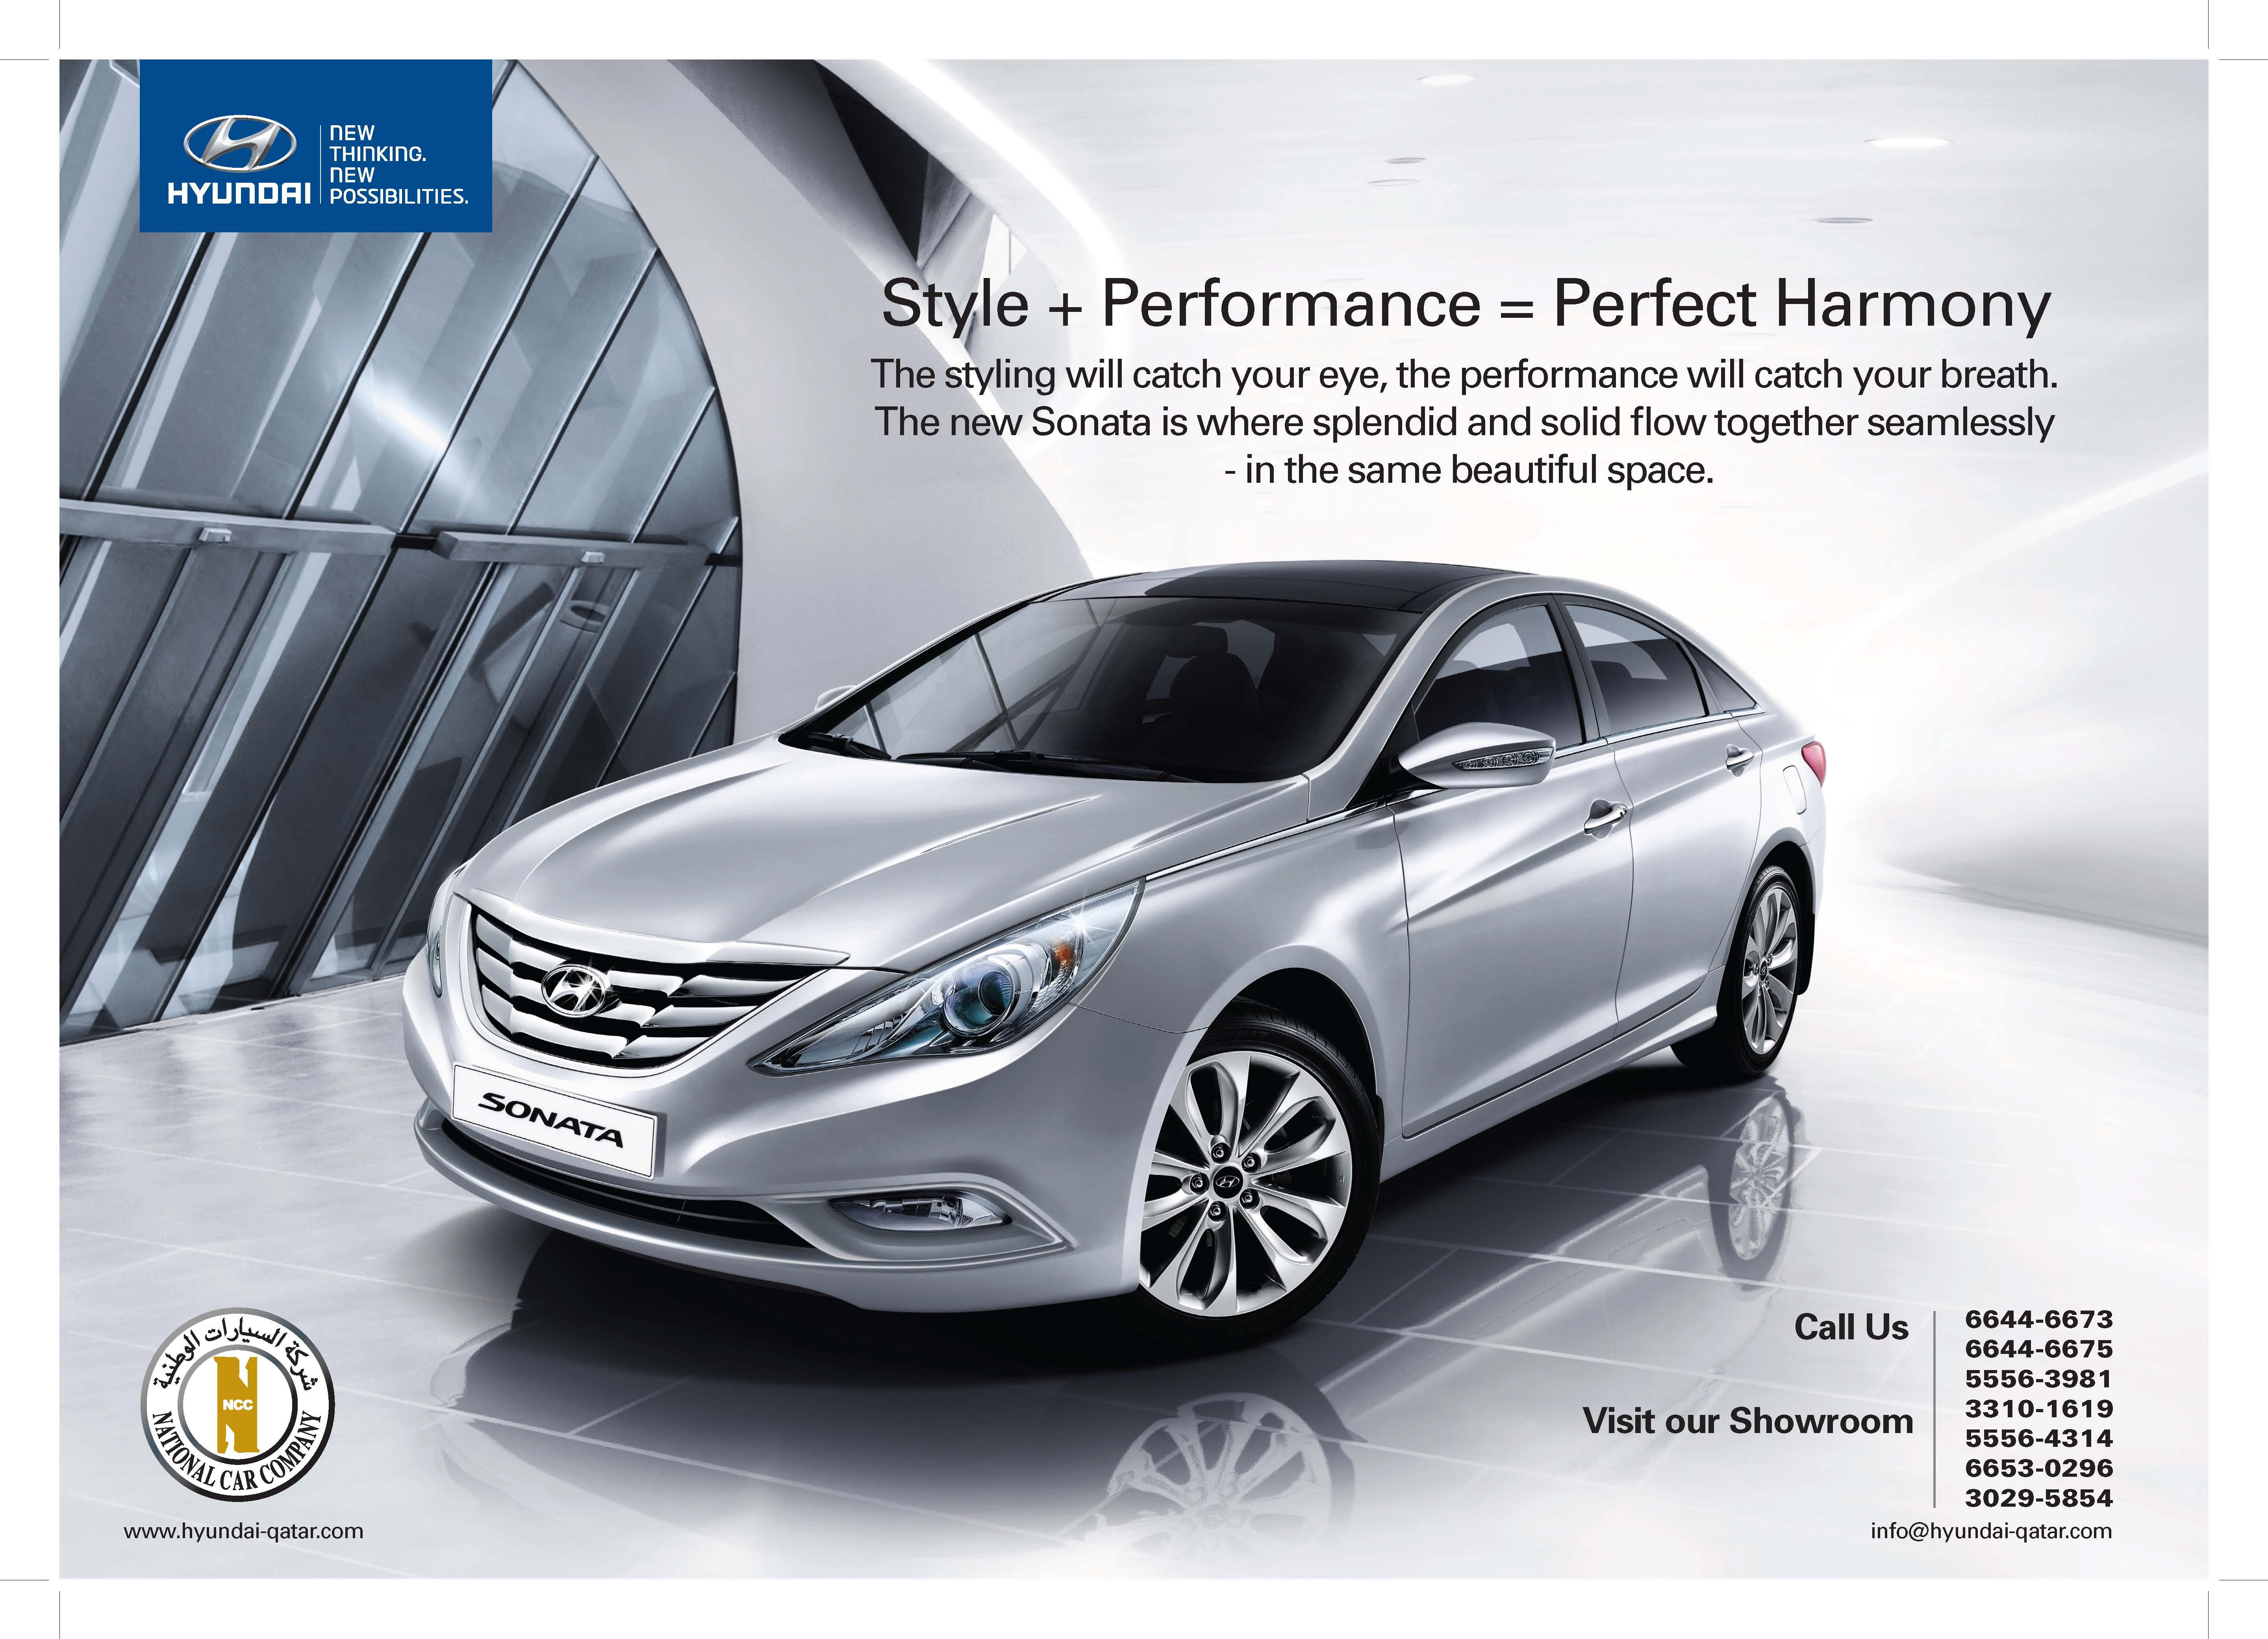 HYUNDAI
NEW
THINKING.
NEW
POSSIBILITIES.
Style + Performance = Perfect Harmony
The styling will catch your eye, the performance will catch your breath.
The new Sonata is where splendid and solid flow together seamlessly
- in the same beautiful space.
SONATA
شركة السيارات الوطنية
NCC
NATIONAL CAR COMPANY
www.hyundai-qatar.com
Call Us
Visit our Showroom
6644-6673
6644-6675
5556-3981
3310-1619
5556-4314
6653-0296
3029-5854
info@hyundai-qatar.com